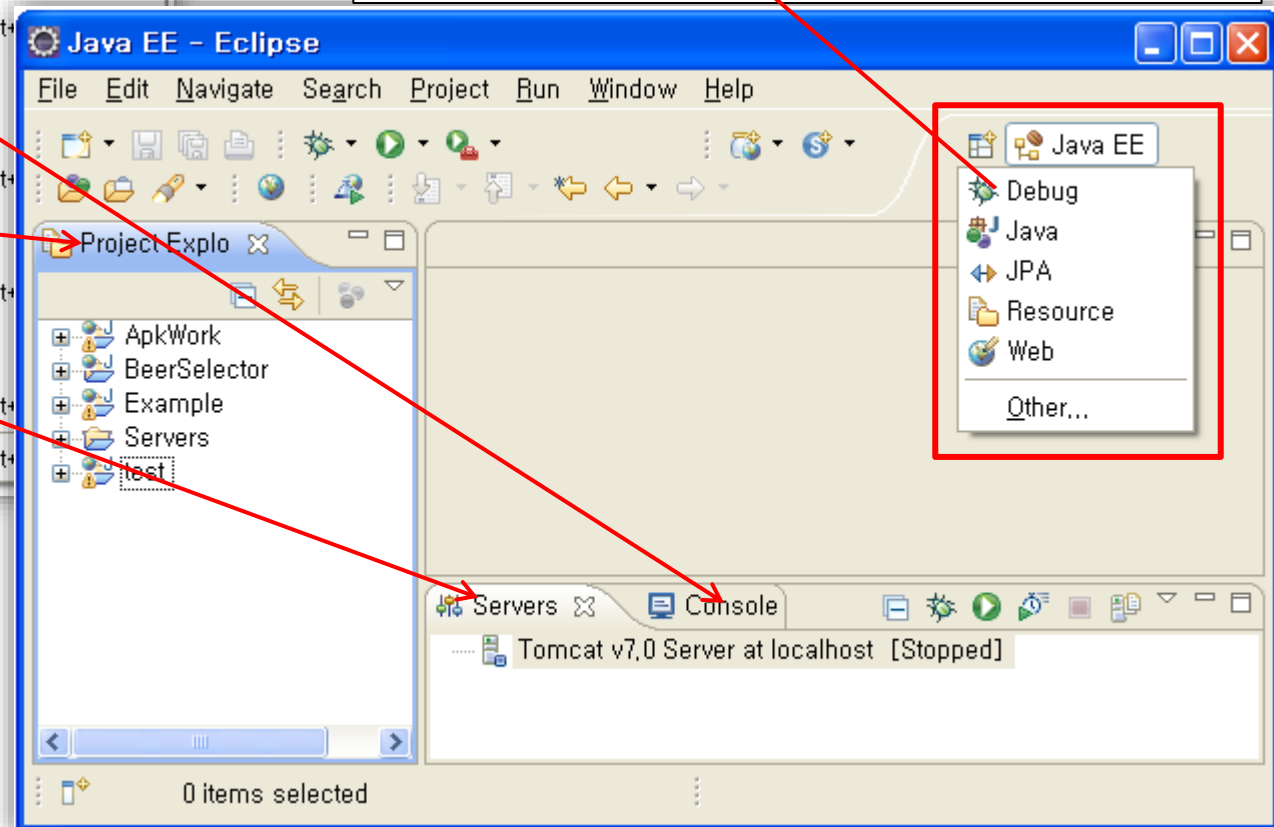 Java EE - Eclipse
File Edit Navigate Search Project Run Window Help
Java EE
Debug
Java
JPA
Resource
Web
Other...
Project Explo
ApkWork
BeerSelector
Example
Servers
test
Servers
Console
Tomcat v7.0 Server at localhost [Stopped]
0 items selected